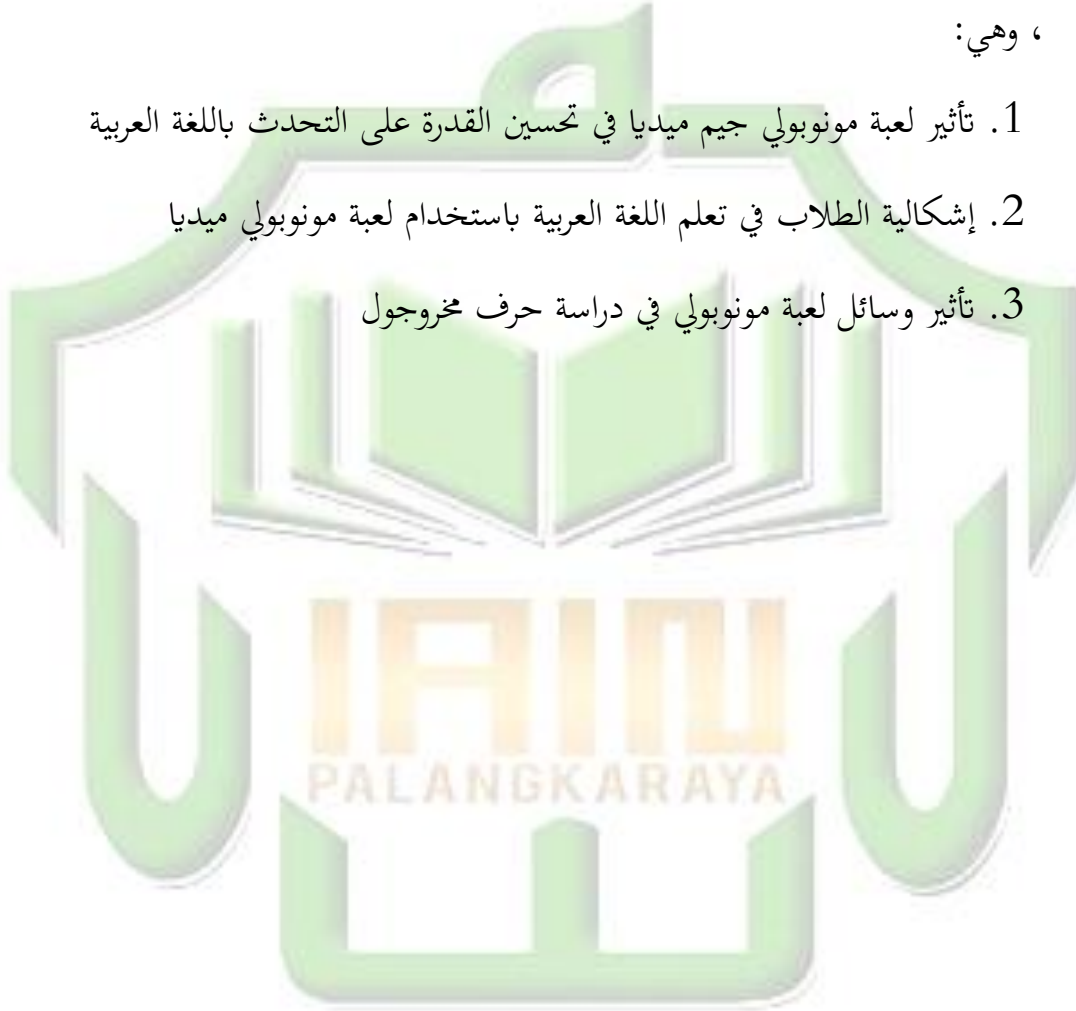 ، وهي:
1. تأثير لعبة مونوبولي جيم ميديا في تحسين القدرة على التحدث باللغة العربية
2. إشكالية الطلاب في تعلم اللغة العربية باستخدام لعبة مونوبولي ميديا
3. تأثير وسائل لعبة مونوبولي في دراسة حرف مخروجول
IAIN
PALANGKARAYA